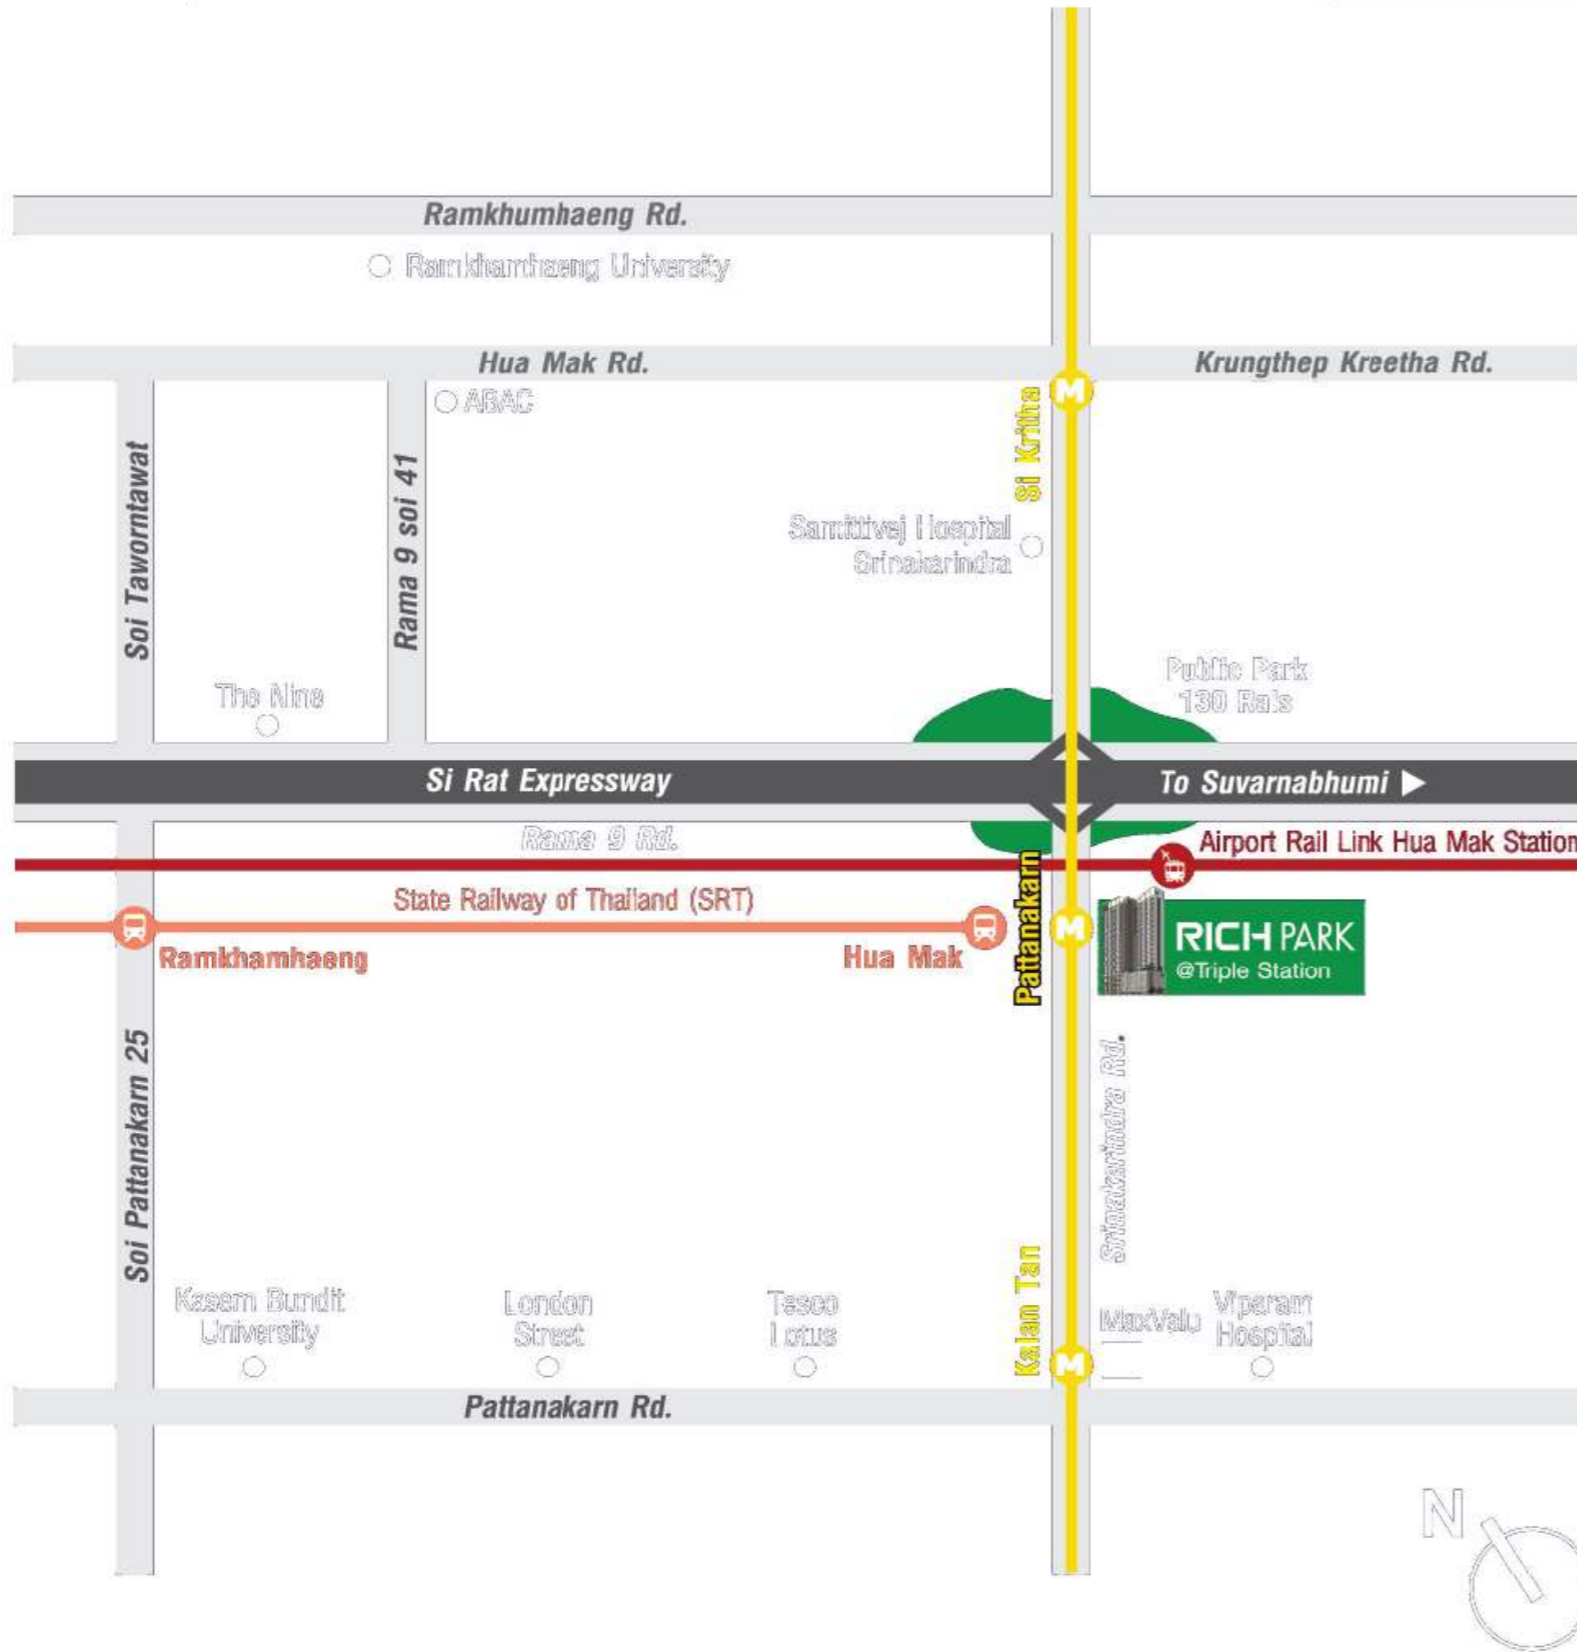 Ramkhumhaeng Rd.
Ramkhamhaeng University
Hua Mak Rd.
Krungthep Kreetha Rd.
ABAC
Si Kritha
Soi Taworntawat
Rama 9 soi 41
Samitivej Hospital
Srinakarindra
Public Park
130 Rais
The Nine
Si Rat Expressway
To Suvarnabhumi
Rama 9 Rd.
Airport Rail Link Hua Mak Station
State Railway of Thailand (SRT)
Ramkhamhaeng
Hua Mak
Pattanakarn
M
M
M
RICH PARK
@Triple Station
Soi Pattanakarn 25
Srinakarindra Rd.
Kasem Bundit
University
London
Street
Tesco
Lotus
Kalan Tan
MaxValu
Viparam
Hospital
Pattanakarn Rd.
N